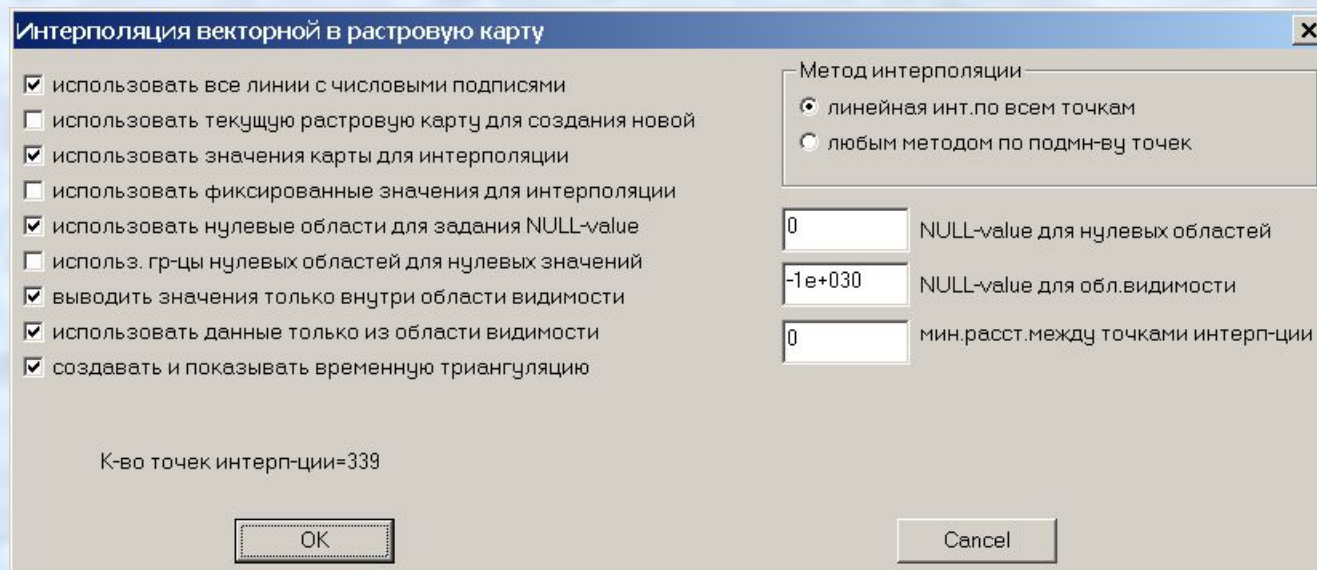 Интерполяция векторной в растровую карту
использовать все линии с числовыми подписями
использовать текущую растровую карту для создания новой
использовать значения карты для интерполяции
использовать фиксированные значения для интерполяции
использовать нулевые области для задания NULL-value
использ. гр-цы нулевых областей для нулевых значений
выводить значения только внутри области видимости
использовать данные только из области видимости
создавать и показывать временную триангуляцию
К-во точек интерп-ции=339
Метод интерполяции
линейная инт.по всем точкам
любым методом по подмн-ву точек
0 NULL-value для нулевых областей
-1e+030 NULL-value для обл.видимости
0 мин.расст.между точками интерп-ции
OK
Cancel